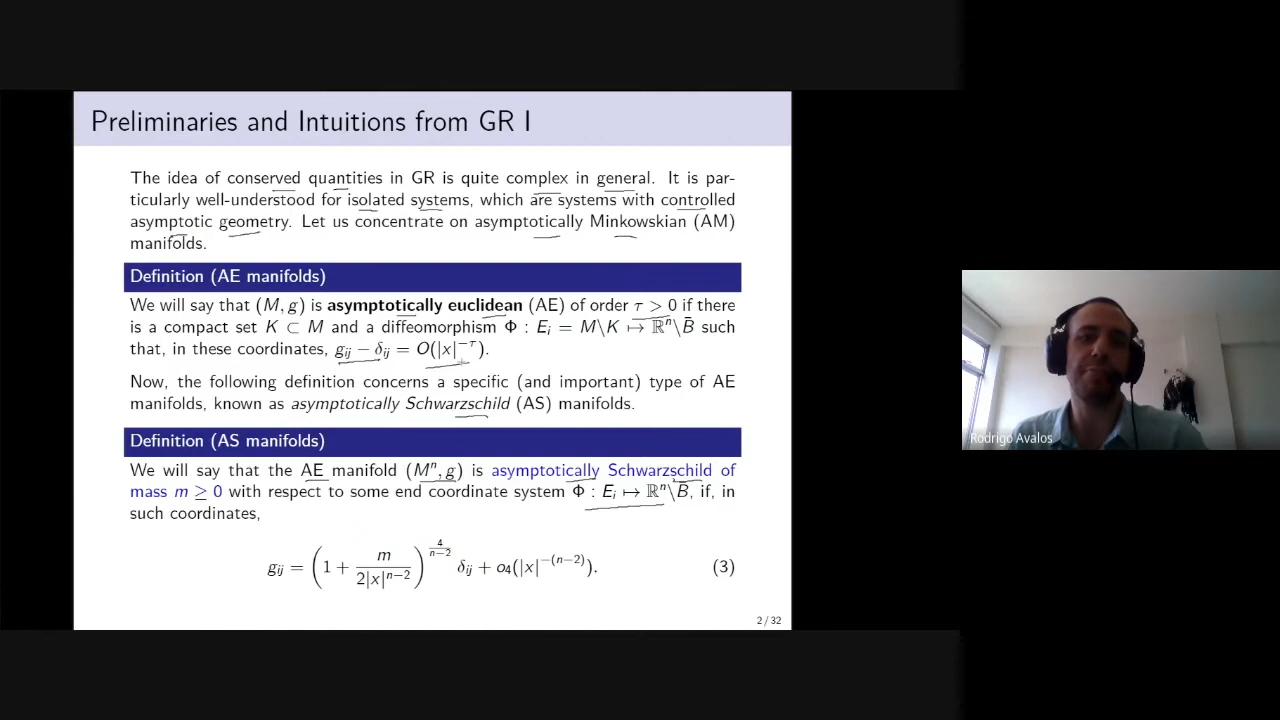 Preliminaries and Intuitions from GR I
The idea of conserved quantities in GR is quite complex in general. It is par-
ticularly well-understood for isolated systems, which are systems with controlled
asymptotic geometry. Let us concentrate on asymptotically Minkowskian (AM)
manifolds.
Definition (AE manifolds)
We will say that (M, g) is asymptotically euclidean (AE) of order τ > 0 if there
is a compact set K ⊂ M and a diffeomorphism Φ : E_i = M\K ↦ ℝⁿ\B̄ such
that, in these coordinates, g_ij − δ_ij = O(|x|^{−τ}).
Now, the following definition concerns a specific (and important) type of AE
manifolds, known as asymptotically Schwarzschild (AS) manifolds.
Definition (AS manifolds)
We will say that the AE manifold (Mⁿ, g) is asymptotically Schwarzschild of
mass m ≥ 0 with respect to some end coordinate system Φ : E_i ↦ ℝⁿ\B̄, if, in
such coordinates,
g_ij = (1 + m/(2|x|^{n−2}))^{4/(n−2)} δ_ij + o_4(|x|^{−(n−2)}). (3)
2 / 32
Rodrigo Avalos